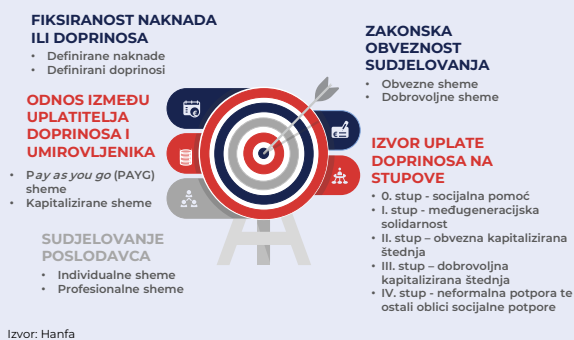 FIKSIRANOST NAKNADA
ILI DOPRINOSA
• Definirane naknade
• Definirani doprinosi
ODNOS IZMEĐU
UPLATITELJA
DOPRINOSA I
UMIROVLJENIKA
• Pay as you go (PAYG)
sheme
• Kapitalizirane sheme
SUDJELOVANJE
POSLODAVCA
• Individualne sheme
• Profesionalne sheme
ZAKONSKA
OBVEZNOST
SUDJELOVANJA
• Obvezne sheme
• Dobrovoljne sheme
IZVOR UPLATE
DOPRINOSA NA
STUPOVE
• 0. stup - socijalna pomoć
• I. stup - međugeneracijska
solidarnost
• II. stup – obvezna kapitalizirana
štednja
• III. stup – dobrovoljna
kapitalizirana štednja
• IV. stup - neformalna potpora te
ostali oblici socijalne potpore
Izvor: Hanfa